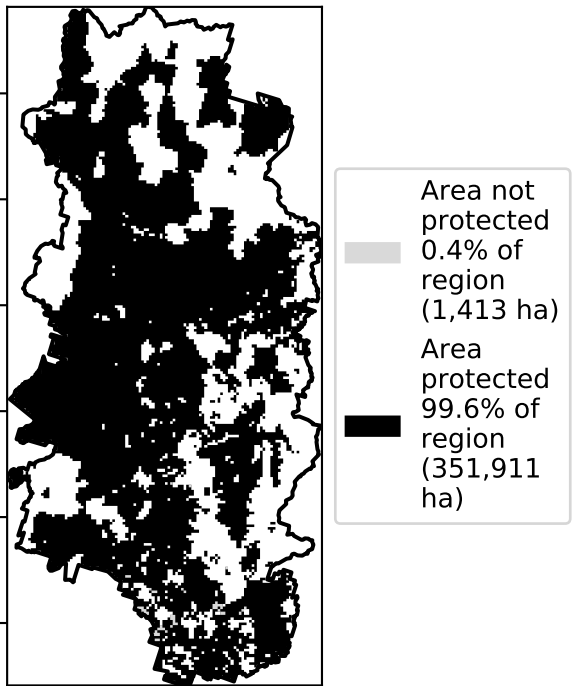 Area not
protected
0.4% of
region
(1,413 ha)
Area
protected
99.6% of
region
(351,911
ha)